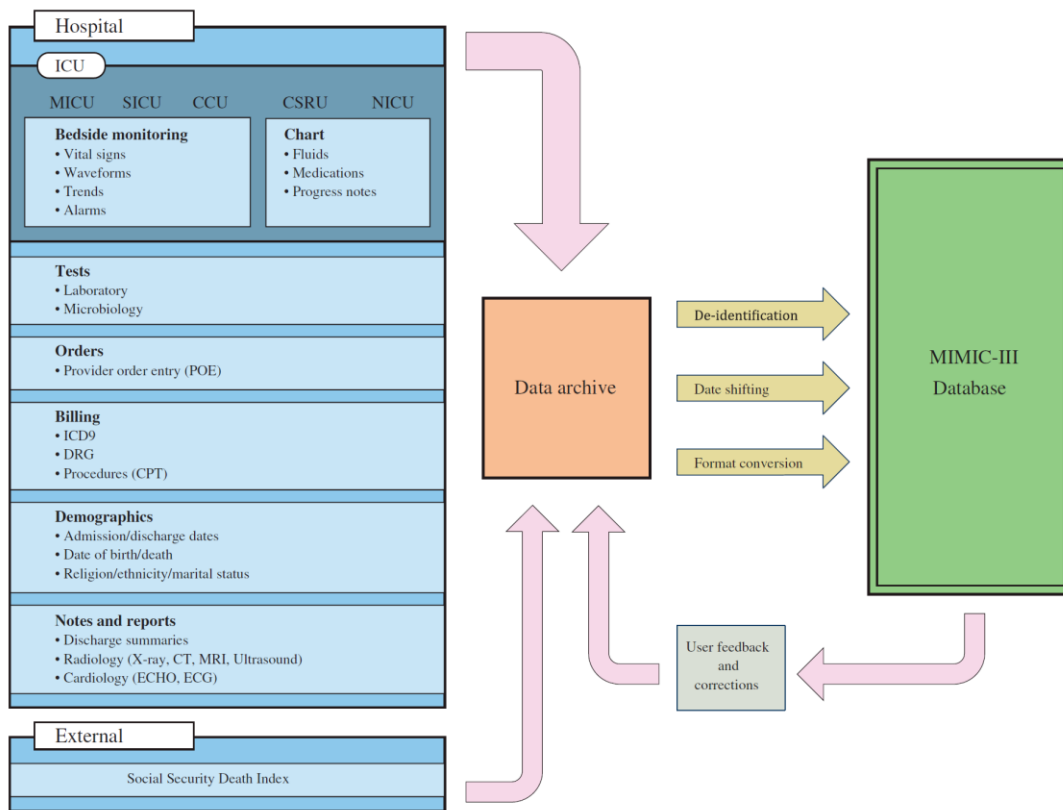 Hospital
ICU
MICU SICU CCU CSRU NICU
Bedside monitoring
• Vital signs
• Waveforms
• Trends
• Alarms
Chart
• Fluids
• Medications
• Progress notes
Tests
• Laboratory
• Microbiology
Orders
• Provider order entry (POE)
Billing
• ICD9
• DRG
• Procedures (CPT)
Demographics
• Admission/discharge dates
• Date of birth/death
• Religion/ethnicity/marital status
Notes and reports
• Discharge summaries
• Radiology (X-ray, CT, MRI, Ultrasound)
• Cardiology (ECHO, ECG)
External
Social Security Death Index
Data archive
De-identification
Date shifting
Format conversion
MIMIC-III
Database
User feedback
and
corrections